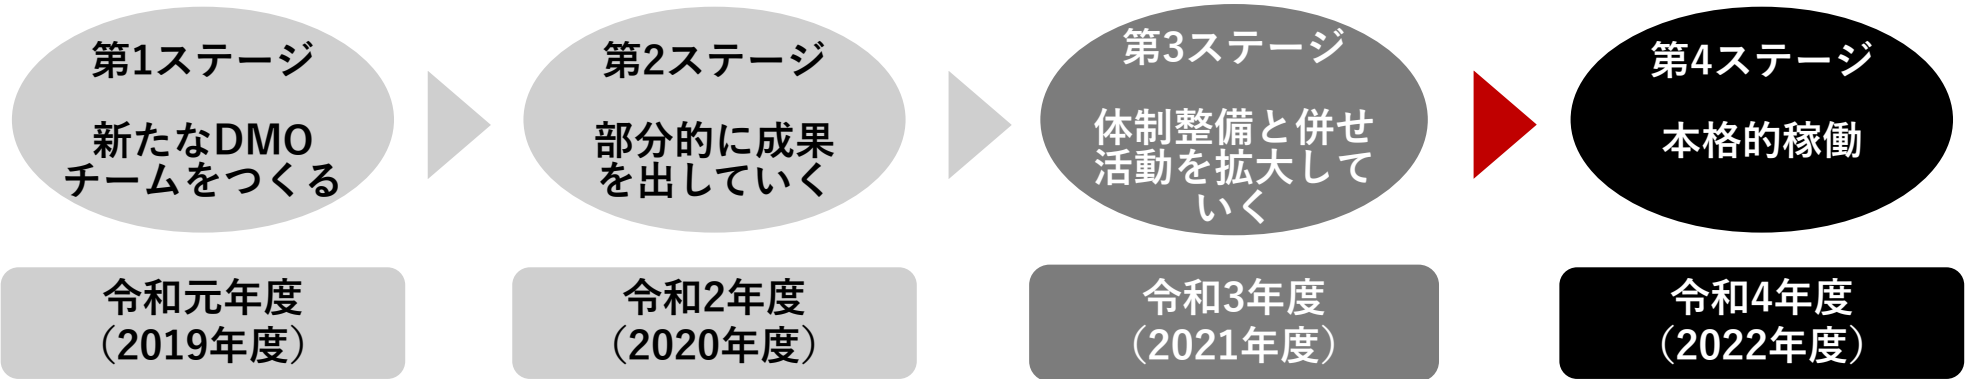 第1ステージ
新たなDMO
チームをつくる
第2ステージ
部分的に成果
を出していく
第3ステージ
体制整備と併せ
活動を拡大して
いく
第4ステージ
本格的稼働
令和元年度
（2019年度）
令和2年度
（2020年度）
令和3年度
（2021年度）
令和4年度
（2022年度）